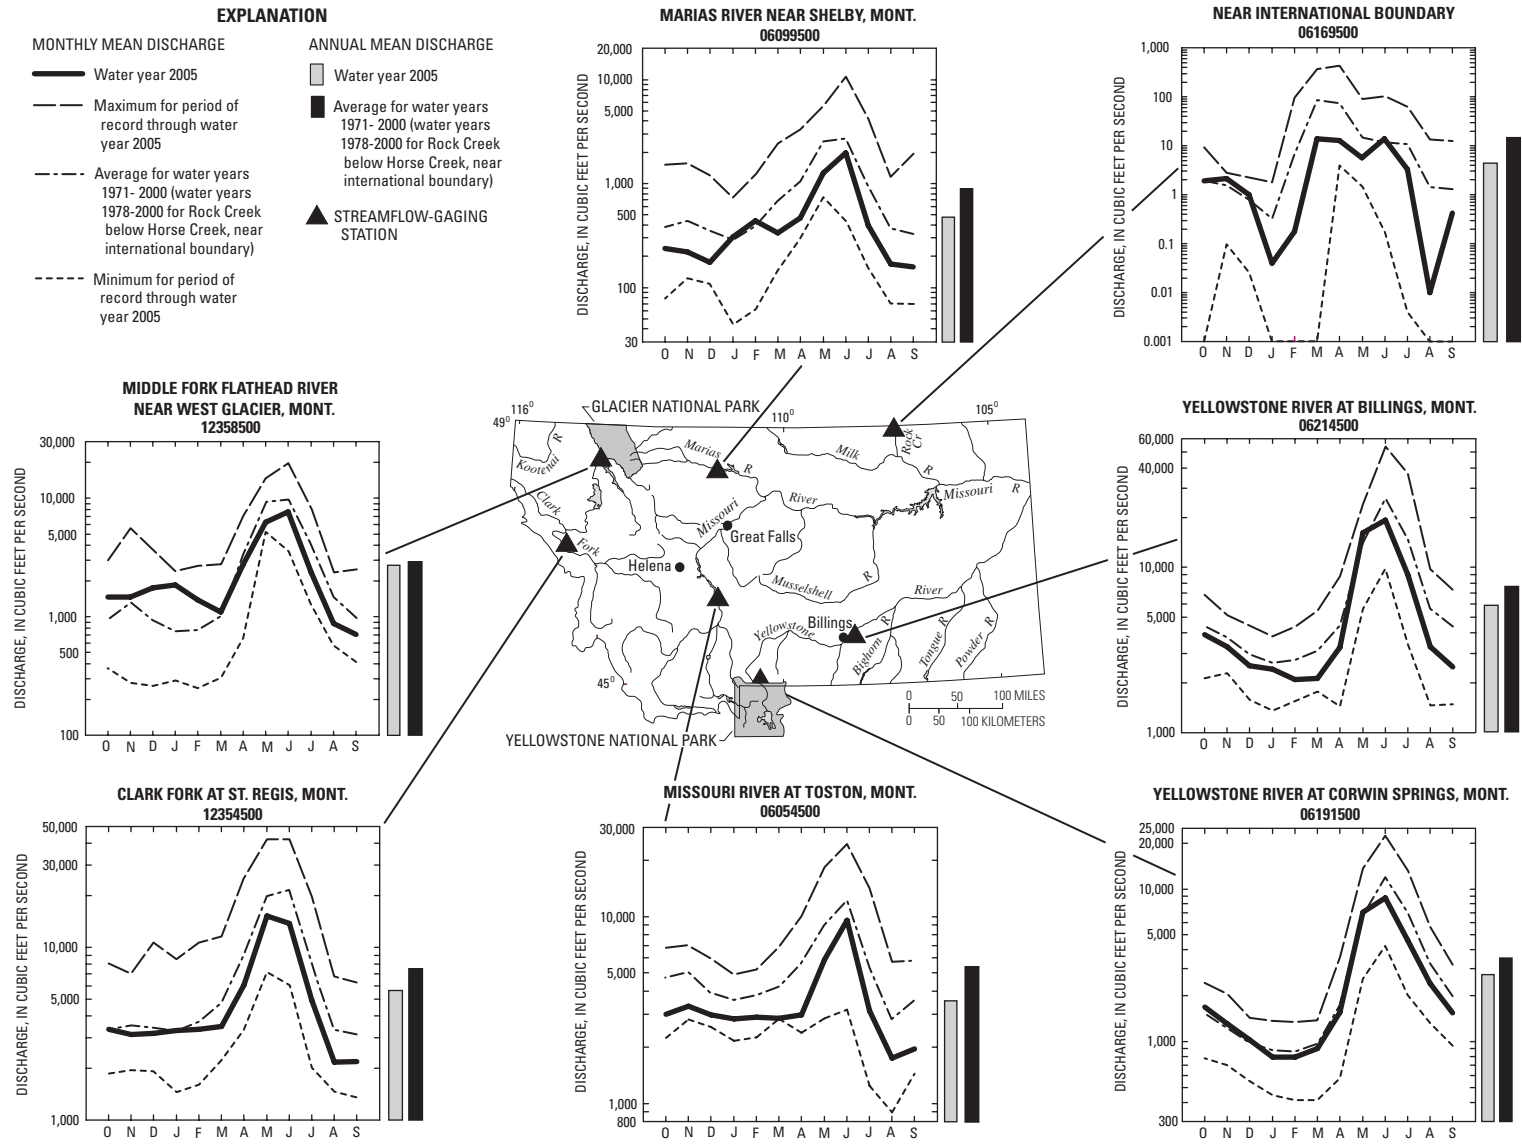 EXPLANATION
MONTHLY MEAN DISCHARGE
Water year 2005
Maximum for period of
record through water
year 2005
Average for water years
1971- 2000 (water years
1978-2000 for Rock Creek
below Horse Creek, near
international boundary)
Minimum for period of
record through water
year 2005
ANNUAL MEAN DISCHARGE
Water year 2005
Average for water years
1971- 2000 (water years
1978-2000 for Rock Creek
below Horse Creek, near
international boundary)
STREAMFLOW-GAGING
STATION
MARIAS RIVER NEAR SHELBY, MONT.
06099500
DISCHARGE, IN CUBIC FEET PER SECOND
20,000
10,000
5,000
1,000
500
100
30
O N D J F M A M J J A S
NEAR INTERNATIONAL BOUNDARY
06169500
DISCHARGE, IN CUBIC FEET PER SECOND
1,000
100
10
1
0.1
0.01
0.001
O N D J F M A M J J A S
MIDDLE FORK FLATHEAD RIVER
NEAR WEST GLACIER, MONT.
12358500
DISCHARGE, IN CUBIC FEET PER SECOND
30,000
10,000
5,000
1,000
500
100
O N D J F M A M J J A S
116⁰
49⁰
GLACIER NATIONAL PARK
110⁰
105⁰
Kootenai R
Marias R
Milk R
Rock Cr
Clark Fork
Missouri River
Missouri R
Great Falls
Helena
Musselshell R
River
Billings
Yellowstone
Bighorn R
Tongue R
Powder R
45⁰
0 50 100 MILES
0 50 100 KILOMETERS
YELLOWSTONE NATIONAL PARK
YELLOWSTONE RIVER AT BILLINGS, MONT.
06214500
DISCHARGE, IN CUBIC FEET PER SECOND
60,000
40,000
10,000
5,000
1,000
O N D J F M A M J J A S
CLARK FORK AT ST. REGIS, MONT.
12354500
DISCHARGE, IN CUBIC FEET PER SECOND
50,000
30,000
10,000
5,000
1,000
O N D J F M A M J J A S
MISSOURI RIVER AT TOSTON, MONT.
06054500
DISCHARGE, IN CUBIC FEET PER SECOND
30,000
10,000
5,000
1,000
800
O N D J F M A M J J A S
YELLOWSTONE RIVER AT CORWIN SPRINGS, MONT.
06191500
DISCHARGE, IN CUBIC FEET PER SECOND
25,000
20,000
10,000
5,000
1,000
300
O N D J F M A M J J A S